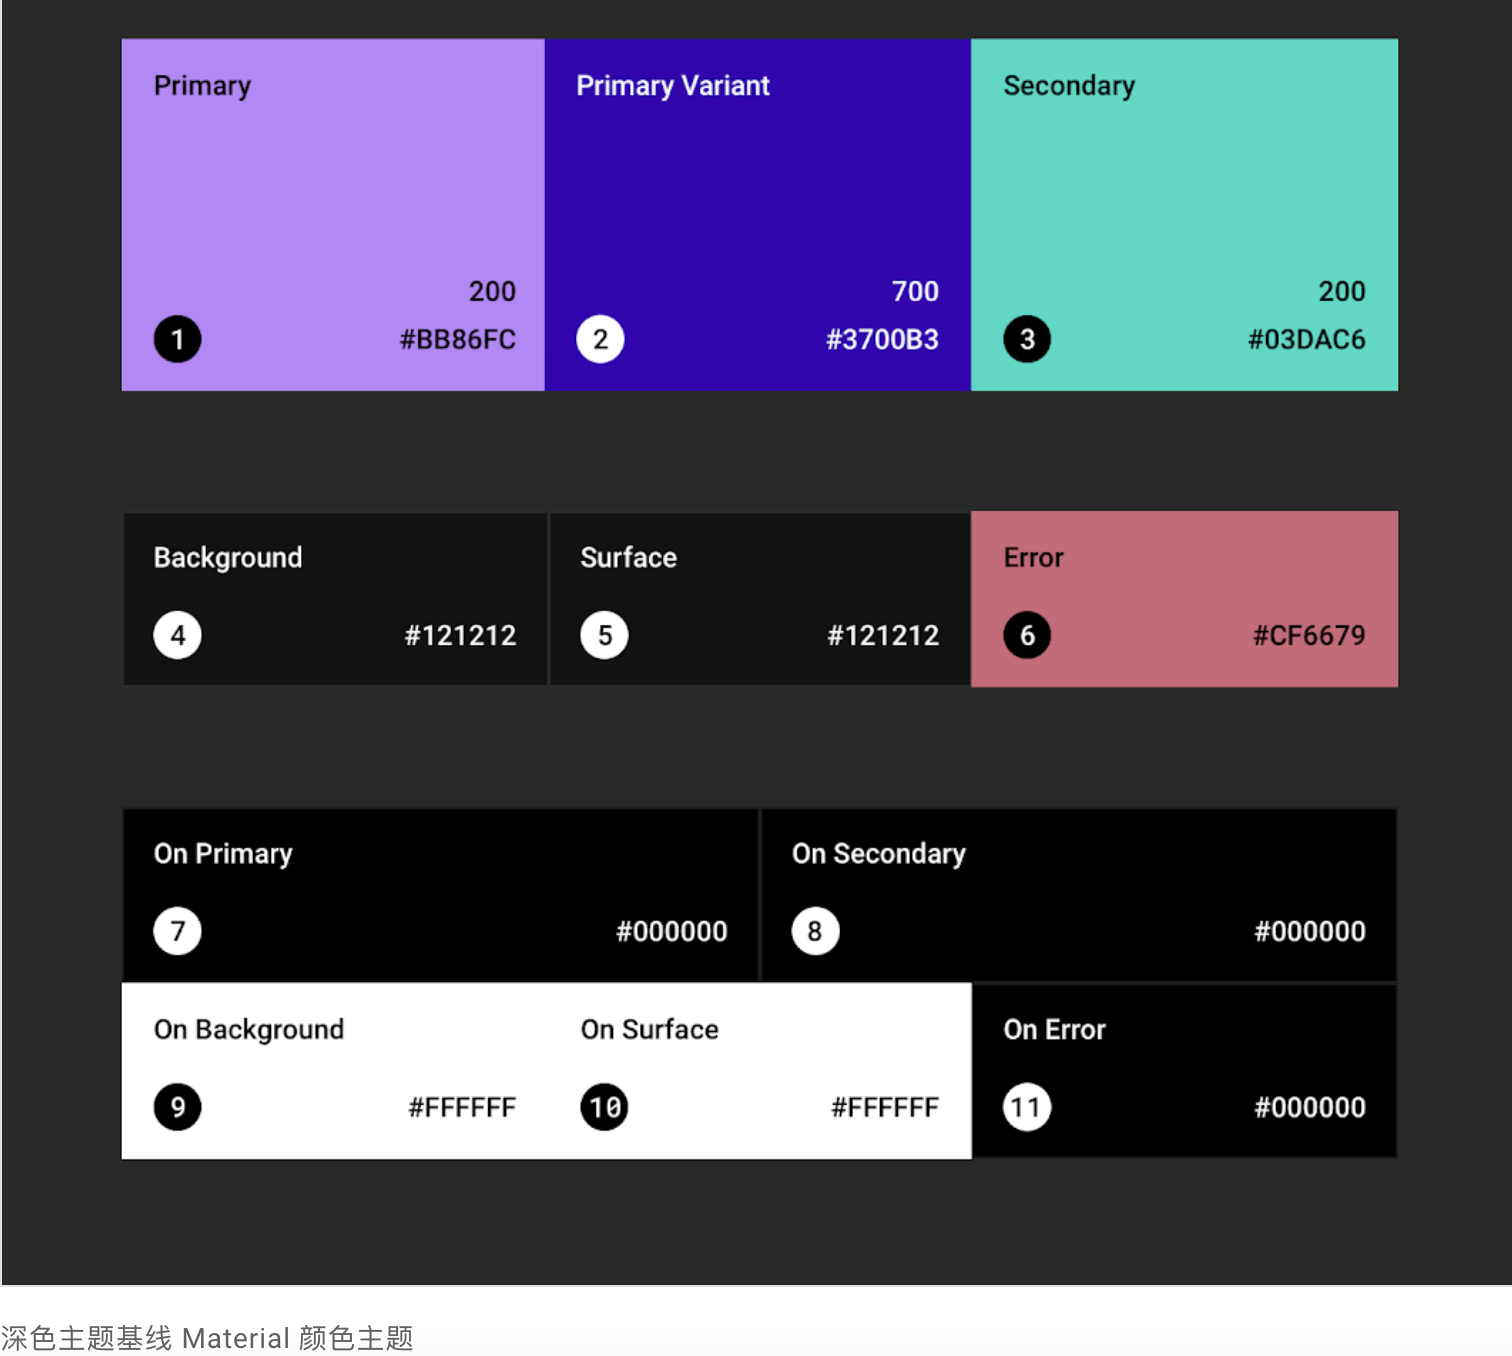 Primary
200
1
#BB86FC
Primary Variant
700
2
#3700B3
Secondary
200
3
#03DAC6
Background
4
#121212
Surface
5
#121212
Error
6
#CF6679
On Primary
7
#000000
On Secondary
8
#000000
On Background
9
#FFFFFF
On Surface
10
#FFFFFF
On Error
11
#000000
深色主题基线 Material 颜色主题